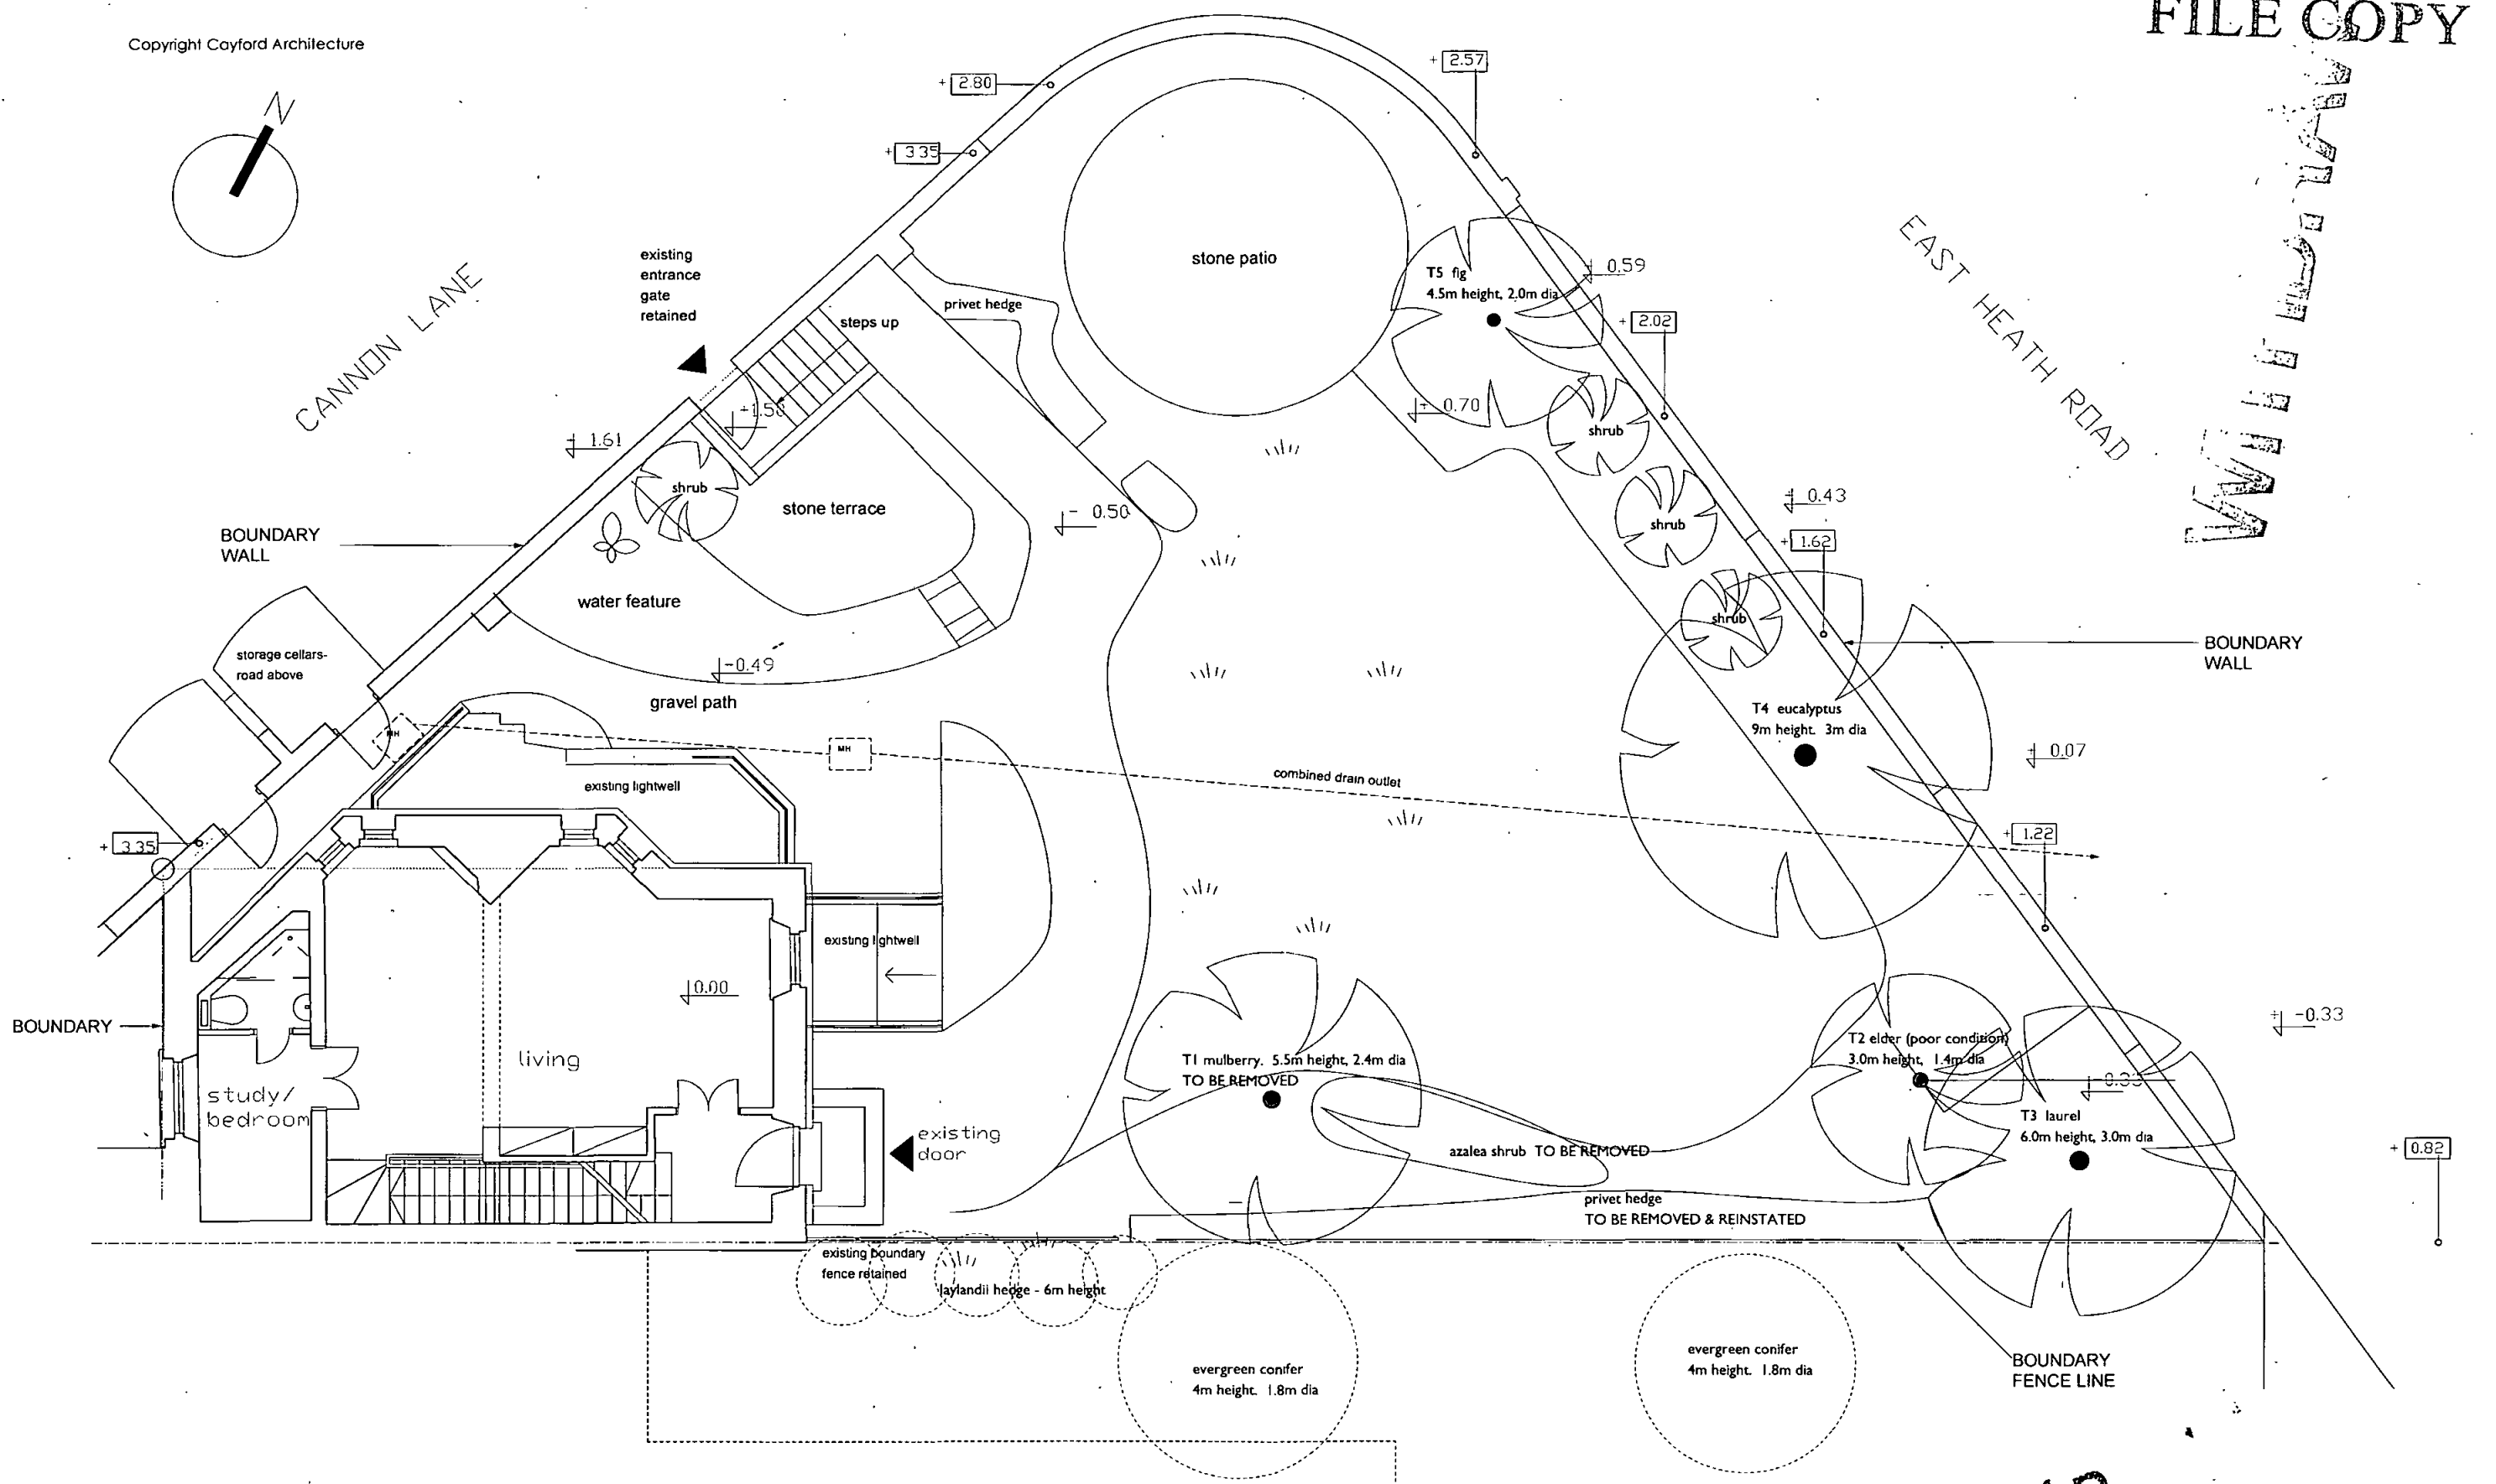 Copyright Cayford Architecture
FILE COPY
N
CANNON LANE
EAST HEATH ROAD
+ 2.80
+ 2.57
+ 3.35
existing
entrance
gate
retained
steps up
privet hedge
stone patio
T5 fig
4.5m height, 2.0m dia
+ 0.59
+ 2.02
+ 0.70
+1.50
+ 1.61
shrub
shrub
shrub
shrub
stone terrace
- 0.50
+ 0.43
+ 1.62
BOUNDARY
WALL
water feature
storage cellars-
road above
-0.49
gravel path
BOUNDARY
WALL
T4 eucalyptus
9m height. 3m dia
+ 0.07
MH
MH
combined drain outlet
existing lightwell
+ 3.35
+ 1.22
existing lightwell
0.00
BOUNDARY
living
study/
bedroom
existing
door
T1 mulberry. 5.5m height, 2.4m dia
TO BE REMOVED
T2 elder (poor condition)
3.0m height, 1.4m dia
+ -0.33
-0.33
T3 laurel
6.0m height, 3.0m dia
azalea shrub TO BE REMOVED
+ 0.82
privet hedge
TO BE REMOVED & REINSTATED
existing boundary
fence retained
laylandii hedge - 6m height
evergreen conifer
4m height. 1.8m dia
evergreen conifer
4m height. 1.8m dia
BOUNDARY
FENCE LINE